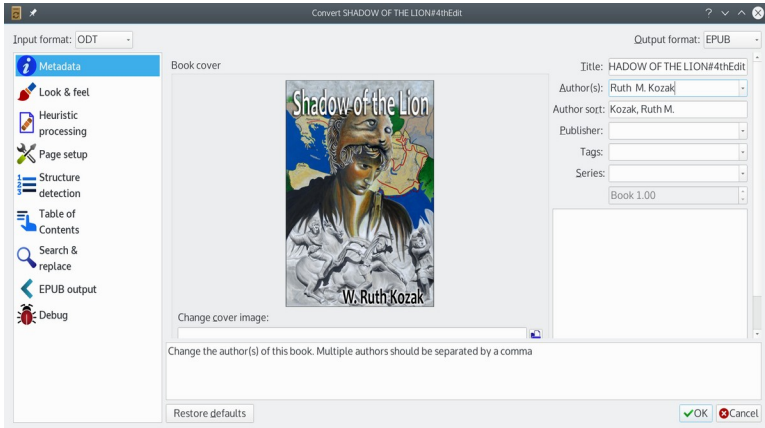 Convert SHADOW OF THE LION#4thEdit
Input format: ODT
Output format: EPUB
Metadata
Look & feel
Heuristic
processing
Page setup
Structure
detection
Table of
Contents
Search &
replace
EPUB output
Debug
Book cover
Shadow of the Lion
W. Ruth Kozak
Change cover image:
Title: HADOW OF THE LION#4thEdit
Author(s): Ruth M. Kozak
Author sort: Kozak, Ruth M.
Publisher:
Tags:
Series:
Book 1.00
Change the author(s) of this book. Multiple authors should be separated by a comma
Restore defaults
OK
Cancel